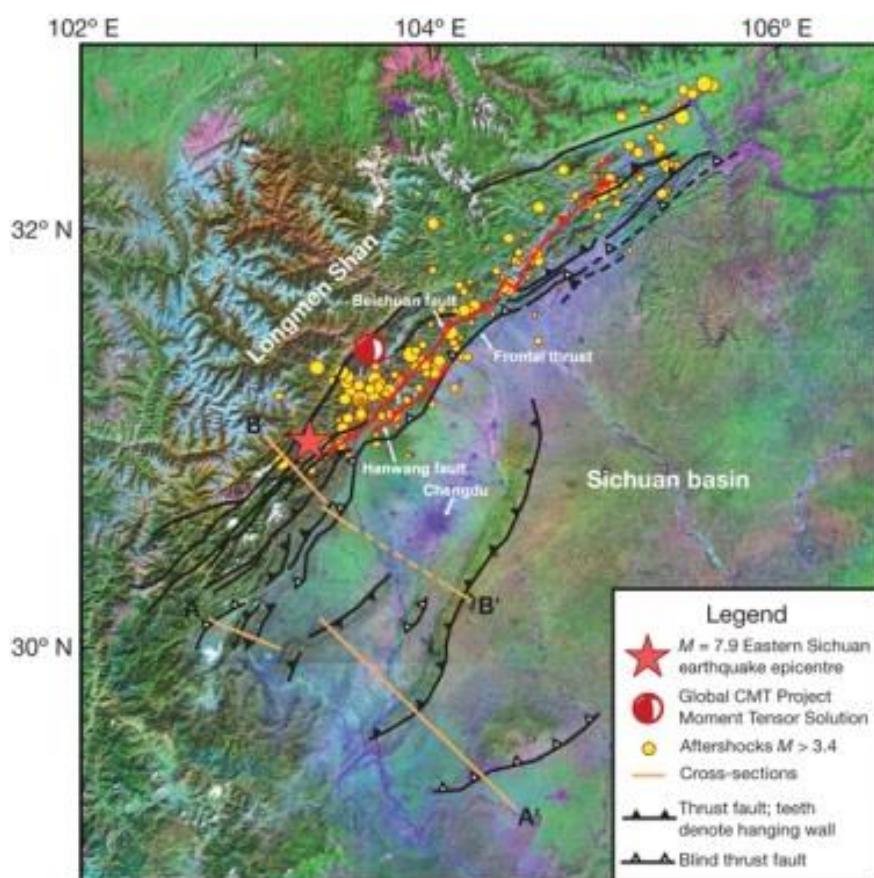 102° E
104° E
106° E
32° N
30° N
Longmen Shan
Beichuan fault
Frontal thrust
B
Hanwang fault
Chengdu
Sichuan basin
A
B'
A'
Legend
M = 7.9 Eastern Sichuan
earthquake epicentre
Global CMT Project
Moment Tensor Solution
Aftershocks M > 3.4
Cross-sections
Thrust fault; teeth
denote hanging wall
Blind thrust fault